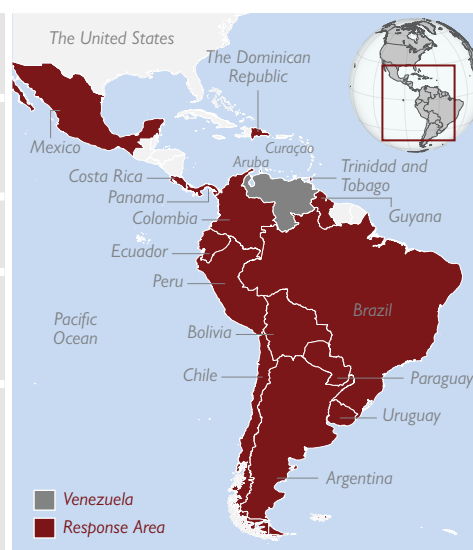 The United States
The Dominican
Republic
Mexico
Curaçao
Aruba
Costa Rica
Trinidad and
Tobago
Panama
Guyana
Colombia
Ecuador
Peru
Brazil
Pacific
Ocean
Bolivia
Chile
Paraguay
Uruguay
Argentina
Venezuela
Response Area